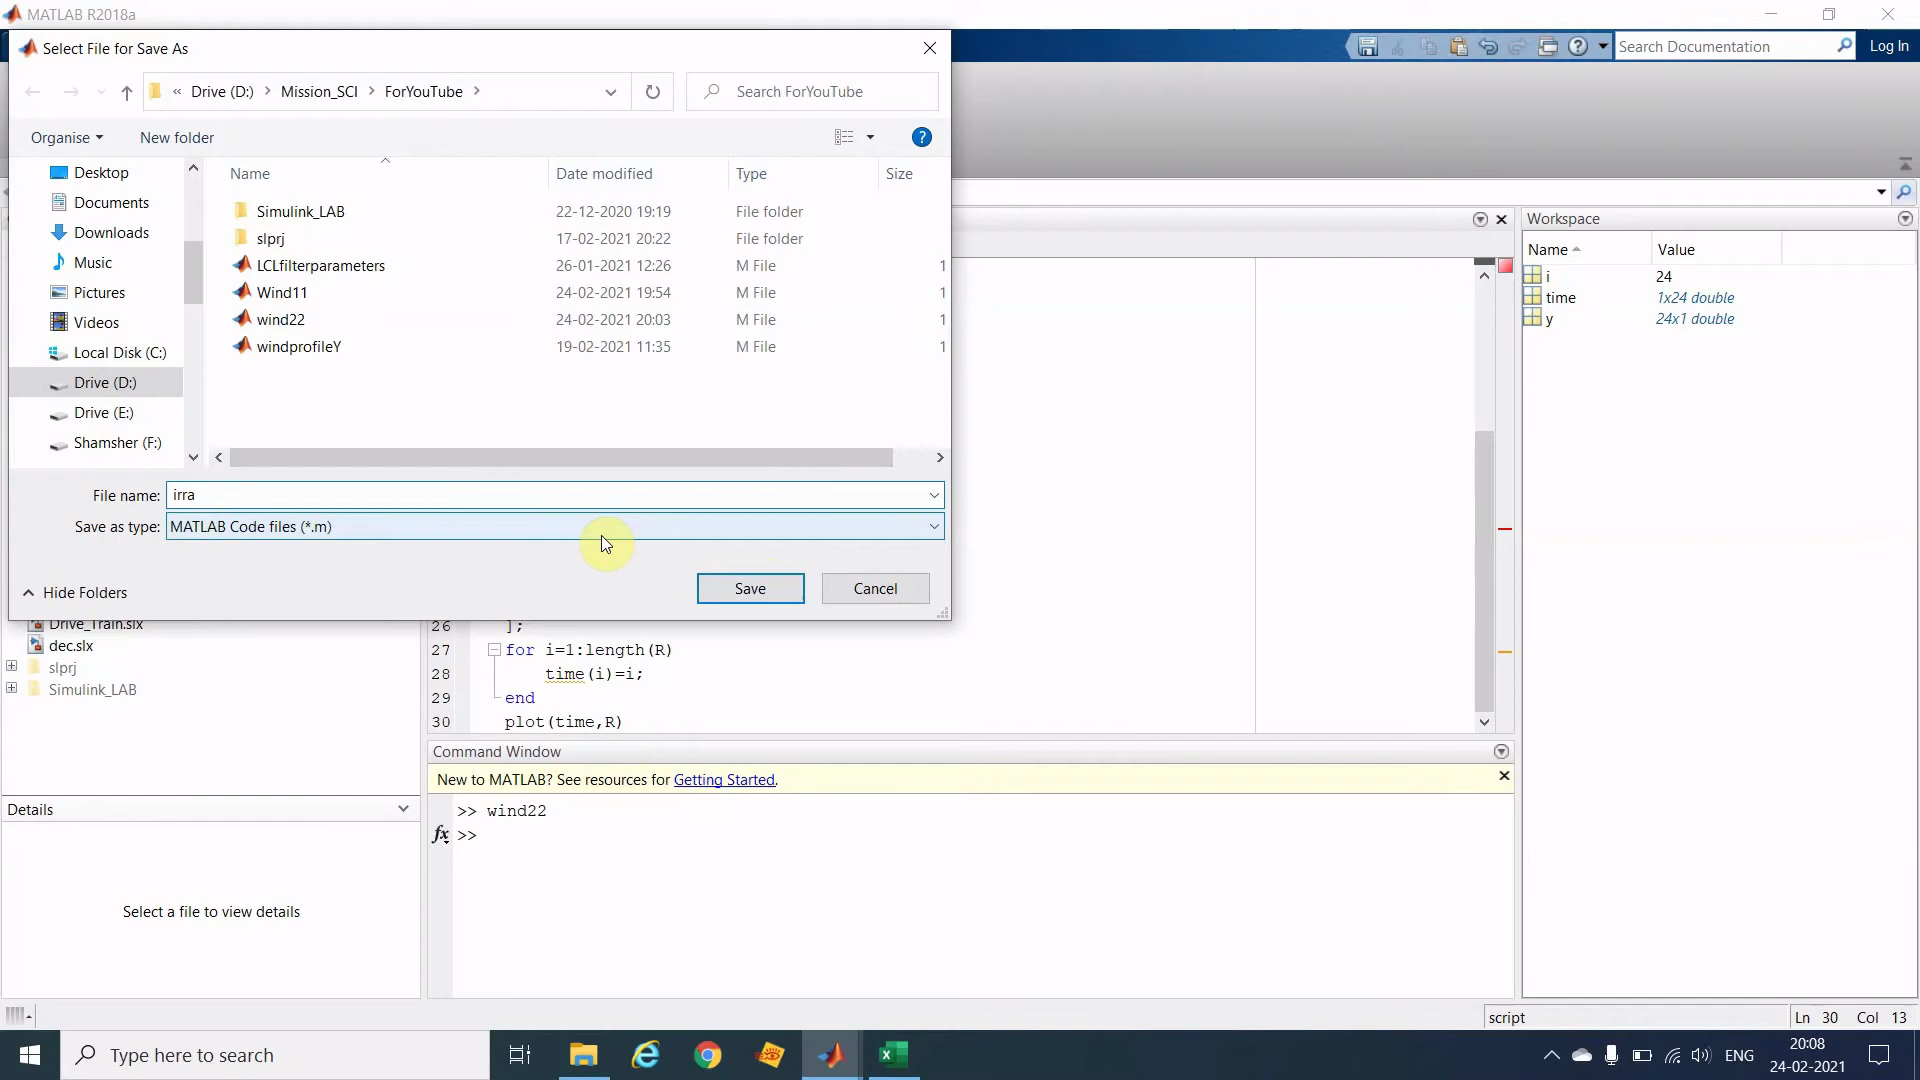 MATLAB R2018a
Select File for Save As
Search Documentation
Log In
« Drive (D:) > Mission_SCI > ForYouTube >
Search ForYouTube
Organise
New folder
Name Date modified Type Size
Desktop
Documents
Downloads
Music
Pictures
Videos
Local Disk (C:)
Drive (D:)
Drive (E:)
Shamsher (F:)
Simulink_LAB 22-12-2020 19:19 File folder
slprj 17-02-2021 20:22 File folder
LCLfilterparameters 26-01-2021 12:26 M File 1
Wind11 24-02-2021 19:54 M File 1
wind22 24-02-2021 20:03 M File 1
windprofileY 19-02-2021 11:35 M File 1
File name: irra
Save as type: MATLAB Code files (*.m)
Hide Folders
Save
Cancel
Workspace
Name Value
i 24
time 1x24 double
y 24x1 double
Drive_Train.slx
dec.slx
slprj
Simulink_LAB
26 ];
27 for i=1:length(R)
28 time(i)=i;
29 end
30 plot(time,R)
Command Window
New to MATLAB? See resources for Getting Started.
>> wind22
fx >>
Details
Select a file to view details
script
Ln 30 Col 13
Type here to search
ENG
20:08
24-02-2021